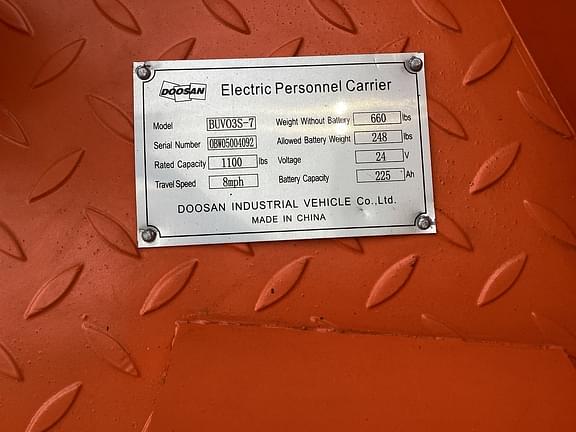 DOOSAN Electric Personnel Carrier
Model BUVO3S-7 Weight Without Battery 660 lbs
Serial Number 0BW05004092 Allowed Battery Weight 248 lbs
Rated Capacity 1100 lbs Voltage 24 V
Travel Speed 8mph Battery Capacity 225 Ah
DOOSAN INDUSTRIAL VEHICLE Co.,Ltd.
MADE IN CHINA